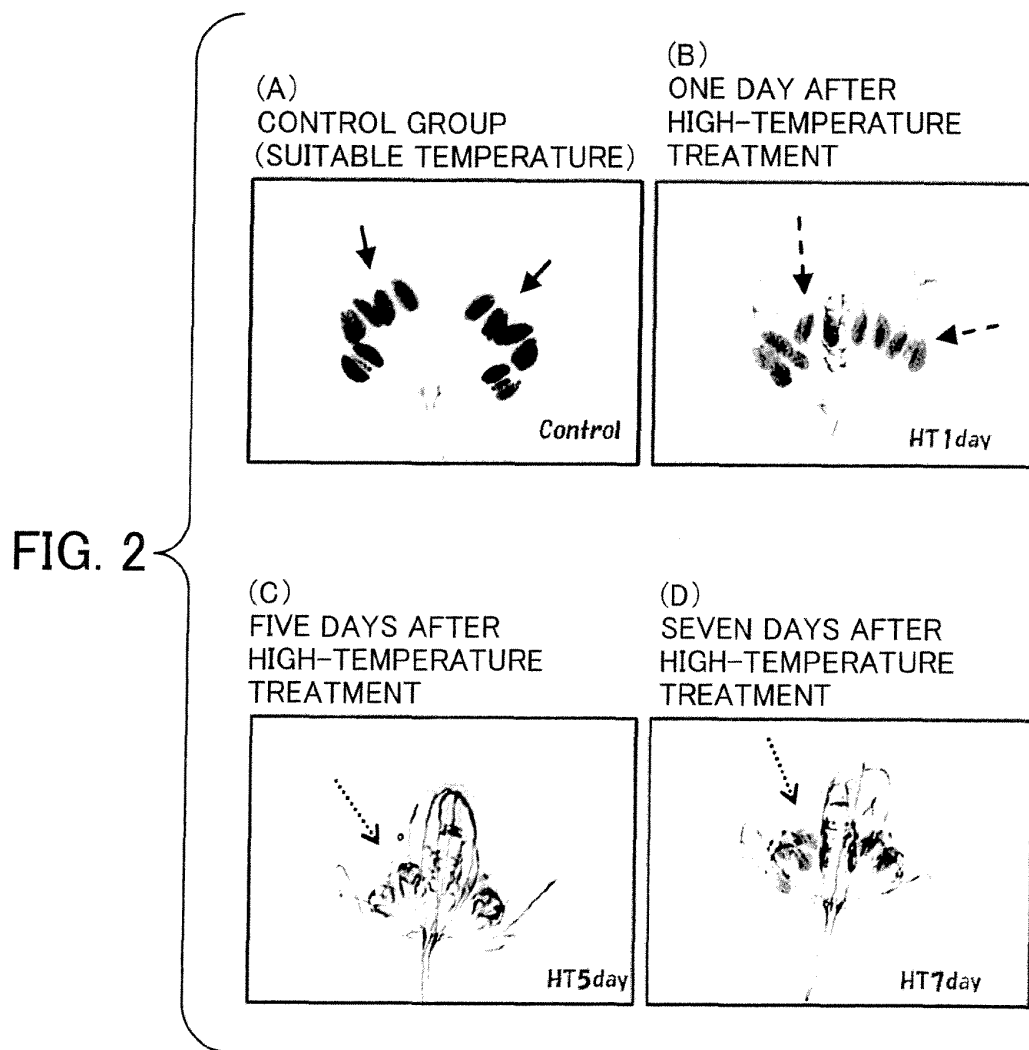 FIG. 2
(A)
CONTROL GROUP
(SUITABLE TEMPERATURE)
Control
(B)
ONE DAY AFTER
HIGH-TEMPERATURE
TREATMENT
HT1day
(C)
FIVE DAYS AFTER
HIGH-TEMPERATURE
TREATMENT
HT5day
(D)
SEVEN DAYS AFTER
HIGH-TEMPERATURE
TREATMENT
HT7day